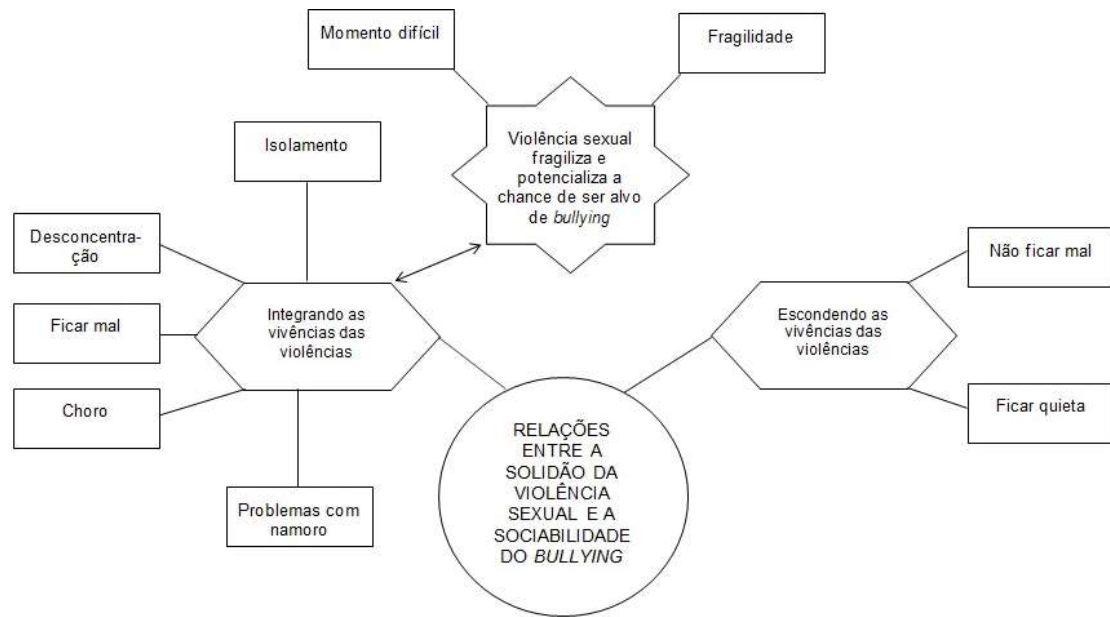 Momento difícil
Fragilidade
Violência sexual
fragiliza e
potencializa a
chance de ser alvo
de bullying
Isolamento
Desconcentra-
ção
Ficar mal
Choro
Problemas com
namoro
Integrando as
vivências das
violências
Escondendo as
vivências das
violências
Não ficar mal
Ficar quieta
RELAÇÕES
ENTRE A
SOLIDÃO DA
VIOLÊNCIA
SEXUAL E A
SOCIABILIDADE
DO BULLYING